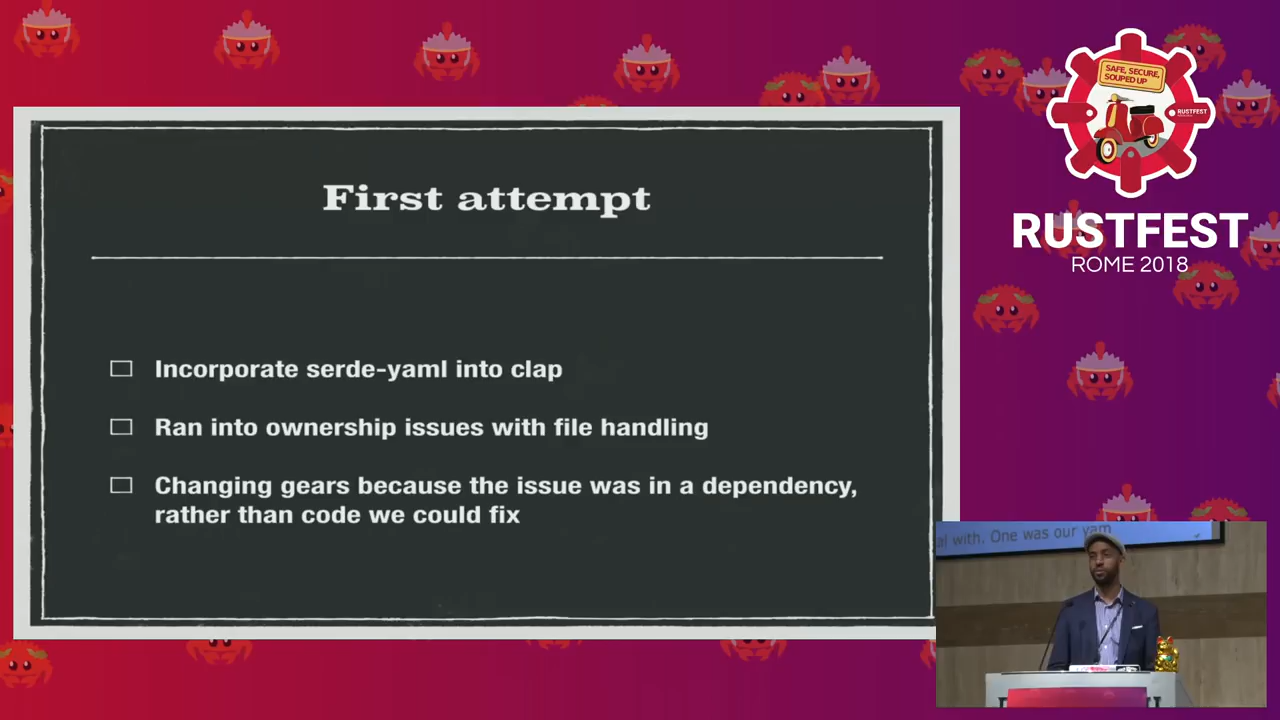 First attempt
Incorporate serde-yaml into clap
Ran into ownership issues with file handling
Changing gears because the issue was in a dependency,
rather than code we could fix
SAFE, SECURE,
SOUPED UP
RUSTFEST
RUSTFEST
ROME 2018
al with. One was our yam